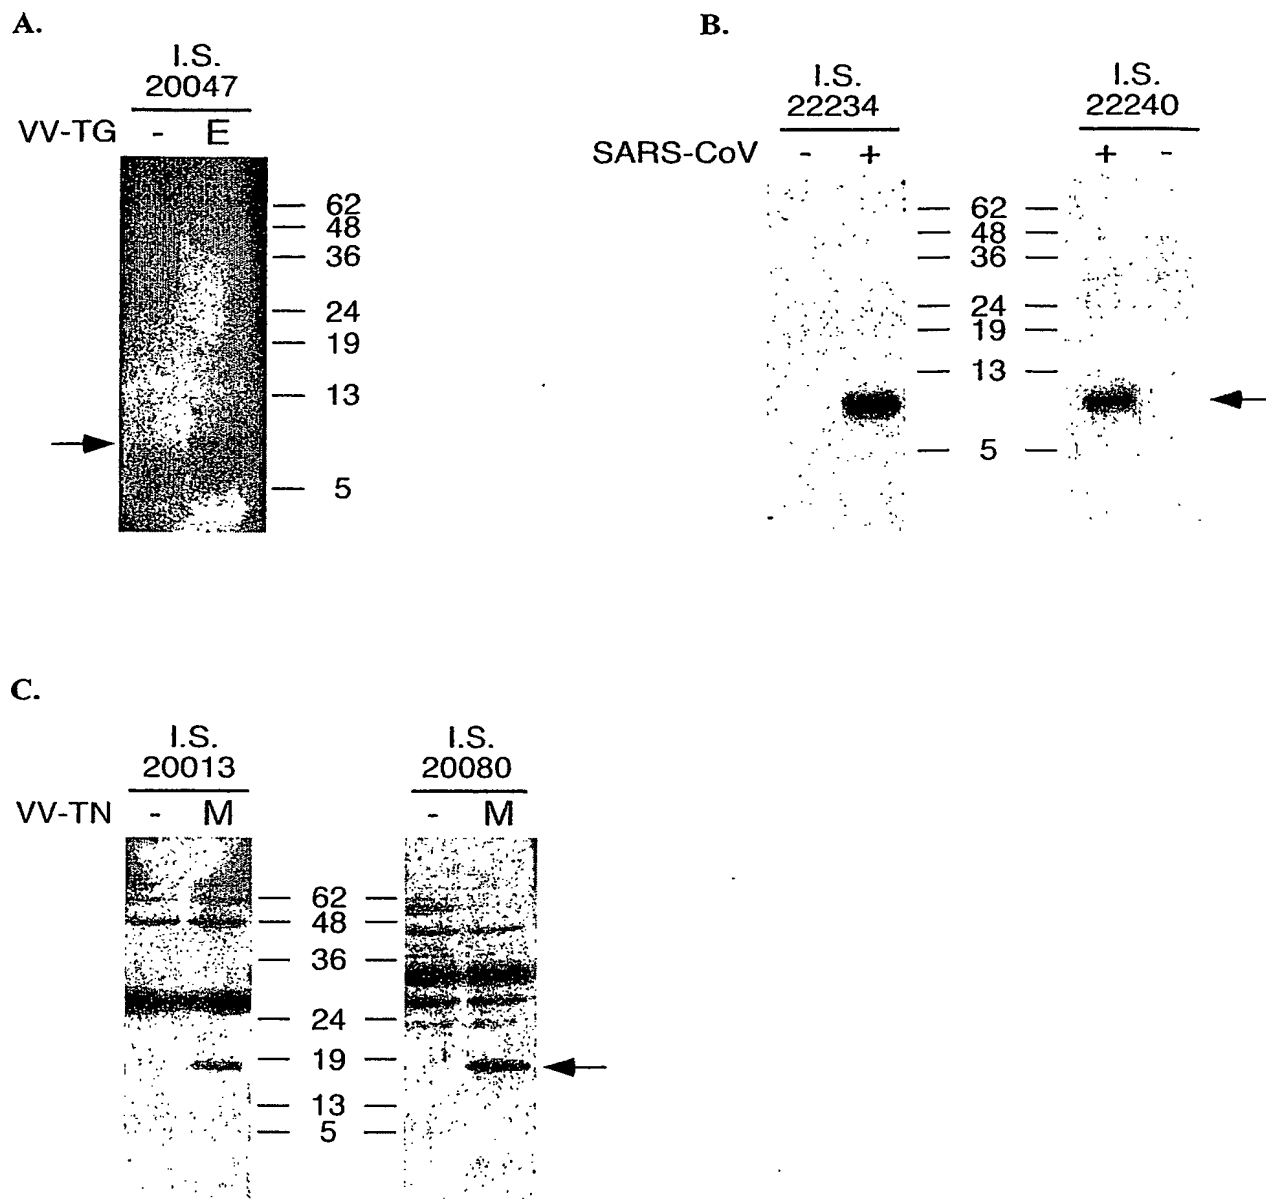 A.
I.S.
20047
VV-TG - E
62
48
36
24
19
13
5
B.
I.S.
22234
I.S.
22240
SARS-CoV - + + -
62
48
36
24
19
13
5
C.
I.S.
20013
I.S.
20080
VV-TN - M - M
62
48
36
24
19
13
5